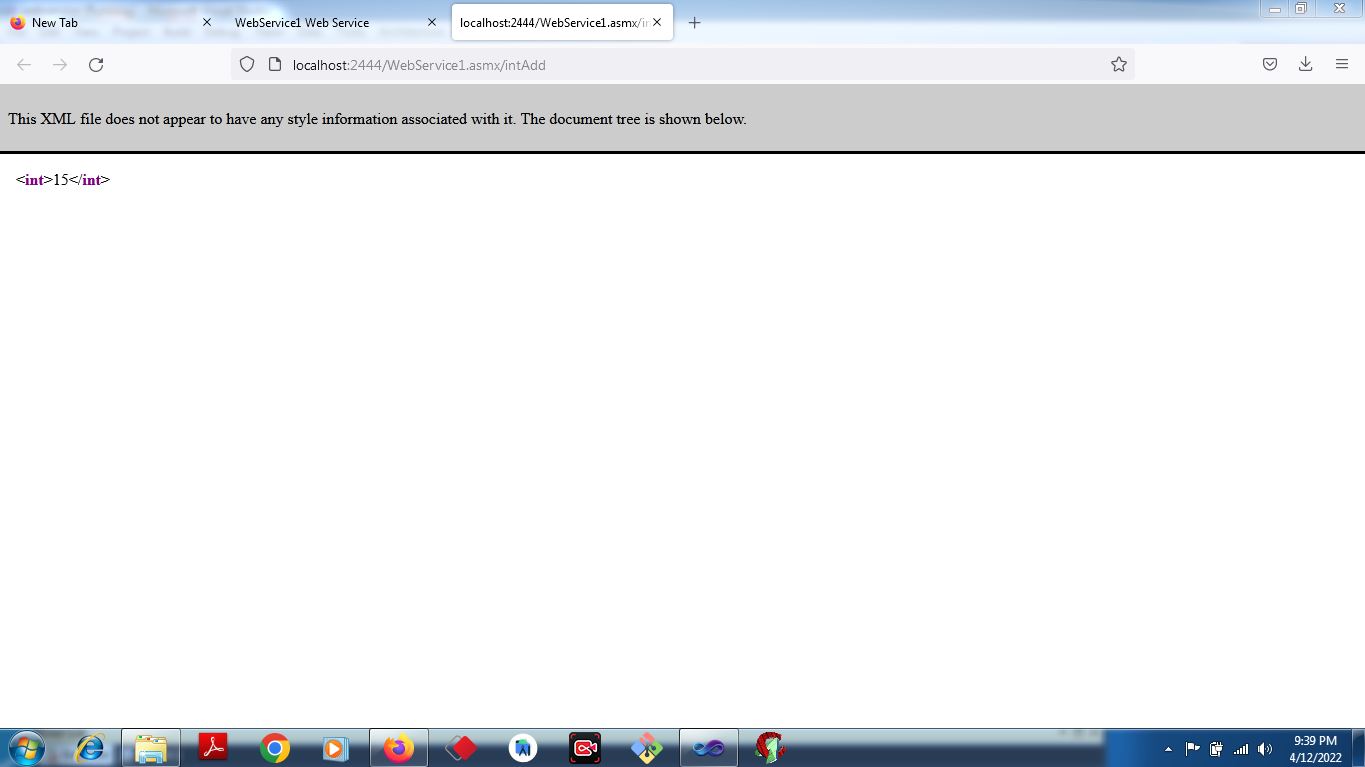 New Tab
WebService1 Web Service
localhost:2444/WebService1.asmx/in
localhost:2444/WebService1.asmx/intAdd
This XML file does not appear to have any style information associated with it. The document tree is shown below.
<int>15</int>
9:39 PM
4/12/2022